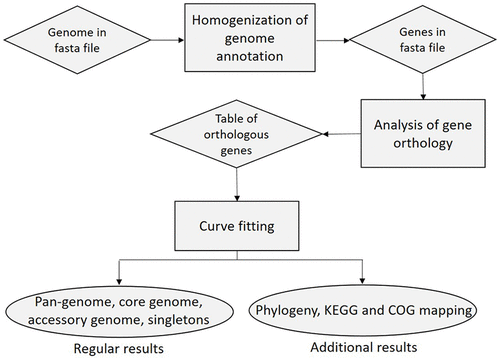 Genome in
fasta file
Homogenization of
genome
annotation
Genes in
fasta file
Analysis of gene
orthology
Table of
orthologous
genes
Curve fitting
Pan-genome, core genome,
accessory genome, singletons
Phylogeny, KEGG and COG mapping
Regular results
Additional results